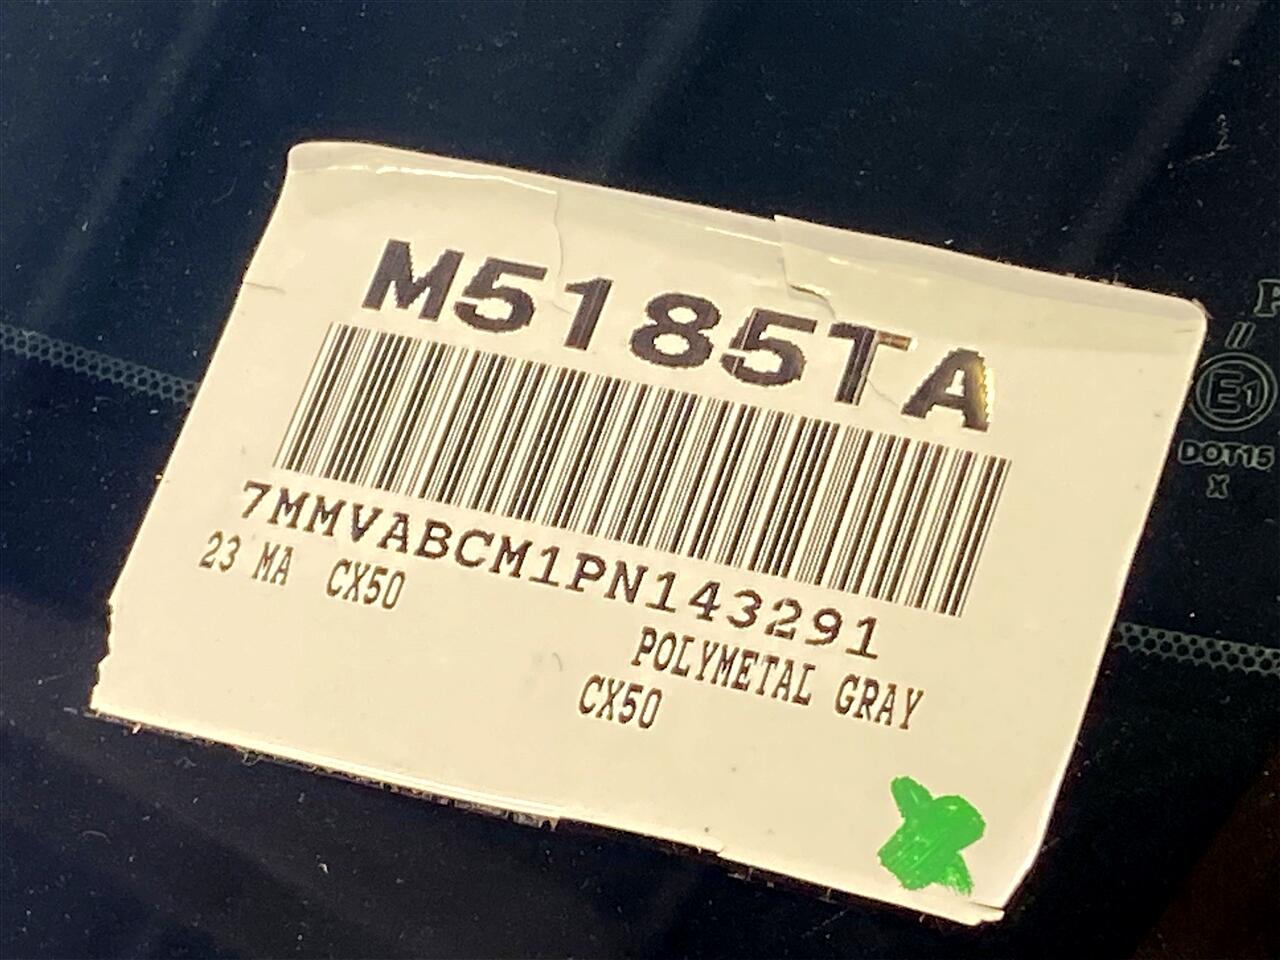 M5185TA
7MMVABCM1PN143291
23 MA CX50
POLYMETAL GRAY
CX50
P
//
E1
DOT15
X